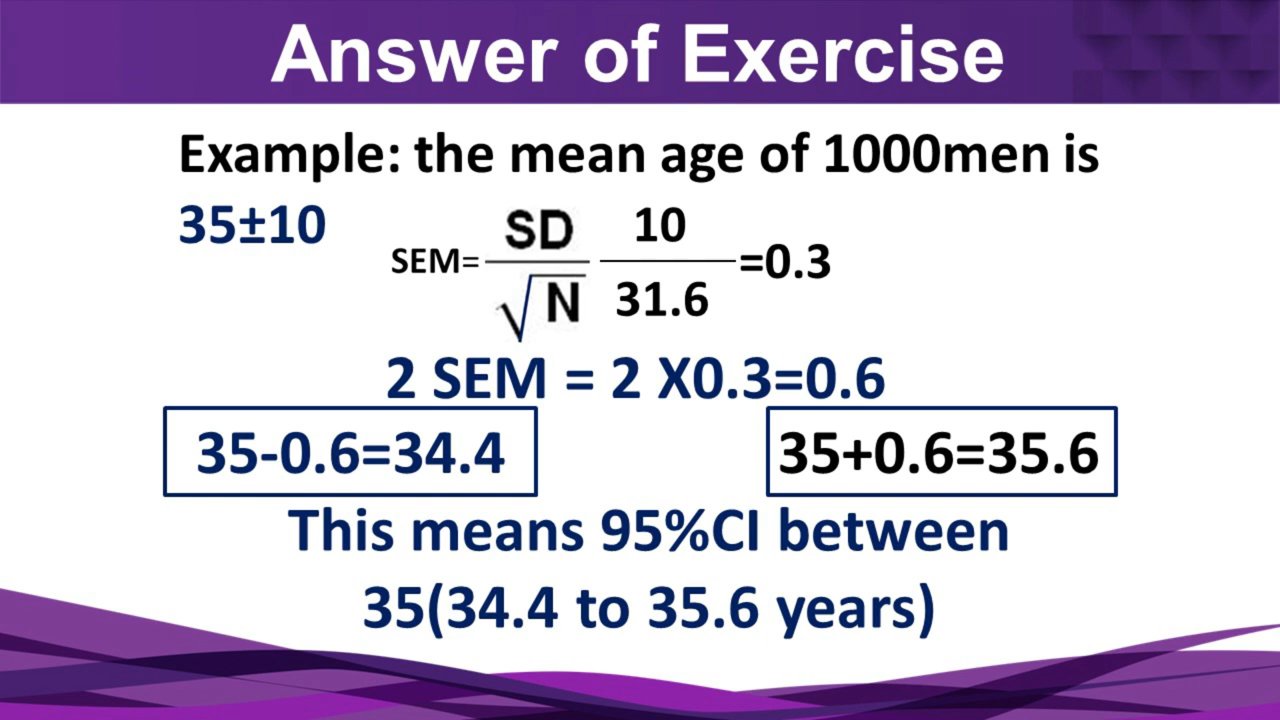 Answer of Exercise
Example: the mean age of 1000men is
35±10
SEM= SD/√N 10/31.6 =0.3
2 SEM = 2 X0.3=0.6
35-0.6=34.4
35+0.6=35.6
This means 95%CI between
35(34.4 to 35.6 years)